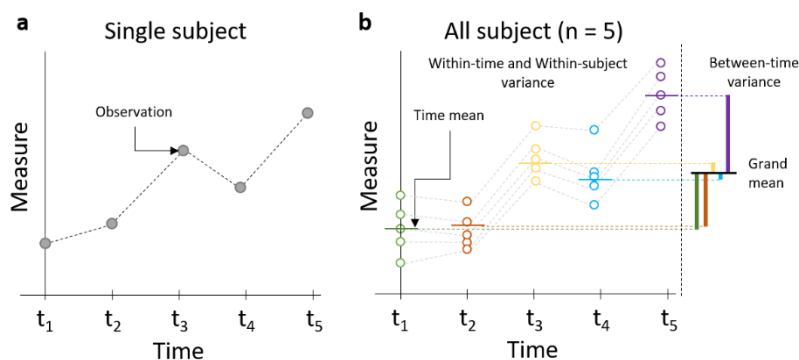 a
Single subject
Observation
Measure
t1
t2
t3
t4
t5
Time
b
All subject (n = 5)
Within-time and Within-subject
variance
Between-time
variance
Time mean
Grand
mean
Measure
t1
t2
t3
t4
t5
Time